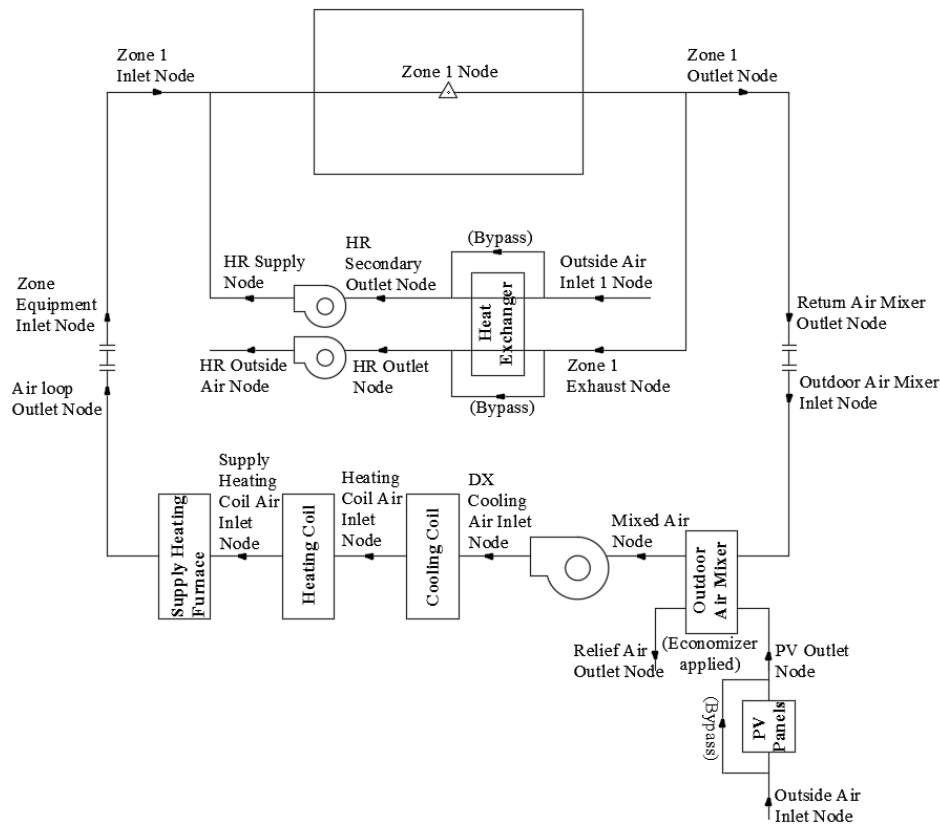 Zone 1
Inlet Node
Zone 1 Node
Zone 1
Outlet Node
(Bypass)
HR Supply
Node
HR
Secondary
Outlet Node
Outside Air
Inlet 1 Node
Heat
Exchanger
Zone
Equipment
Inlet Node
Return Air Mixer
Outlet Node
HR Outside
Air Node
HR Outlet
Node
Zone 1
Exhaust Node
(Bypass)
Air loop
Outlet Node
Outdoor Air Mixer
Inlet Node
Supply
Heating
Coil Air
Inlet
Node
Heating
Coil Air
Inlet
Node
DX
Cooling
Air Inlet
Node
Mixed Air
Node
Supply Heating
Furnace
Heating Coil
Cooling Coil
Outdoor
Air Mixer
Relief Air
Outlet Node
(Economizer
applied)
PV Outlet
Node
(Bypass)
PV
Panels
Outside Air
Inlet Node